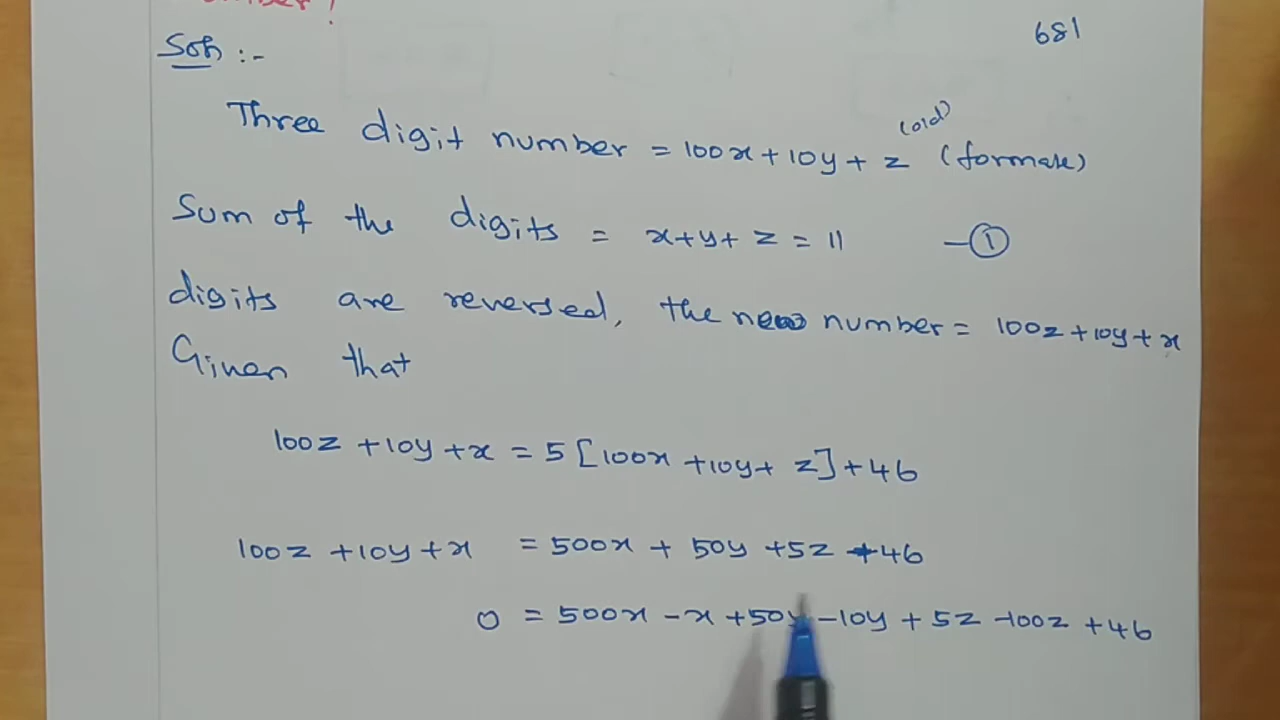 681
Soln :-
(old)
Three digit number = 100x + 10y + z (format)
Sum of the digits = x + y + z = 11 - ①
digits are reversed, the new number = 100z + 10y + x
Given that
100z + 10y + x = 5 [100x + 10y + z] + 46
100z + 10y + x = 500x + 50y + 5z + 46
0 = 500x - x + 50y - 10y + 5z - 100z + 46